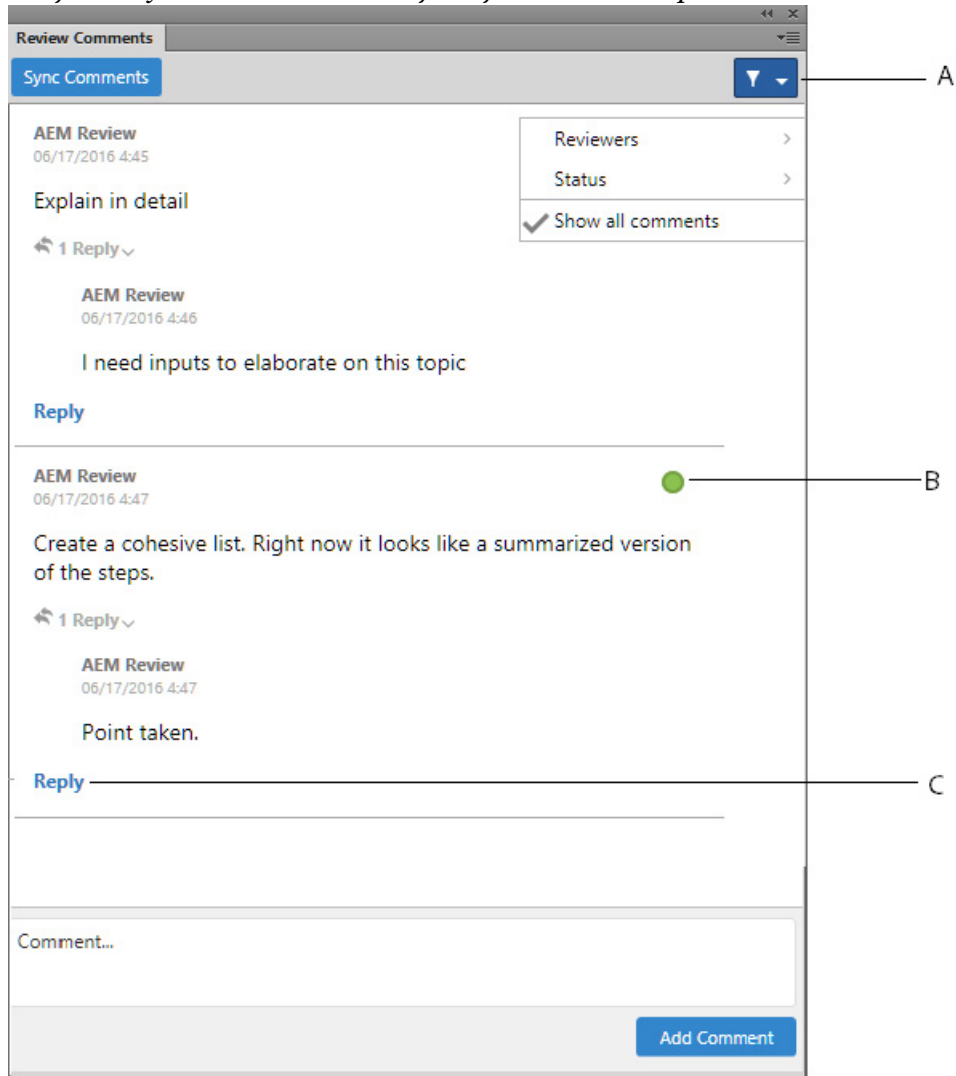 Review Comments
Sync Comments
A
AEM Review
06/17/2016 4:45
Reviewers
Status
Show all comments
Explain in detail
1 Reply
AEM Review
06/17/2016 4:46
I need inputs to elaborate on this topic
Reply
AEM Review
06/17/2016 4:47
B
Create a cohesive list. Right now it looks like a summarized version
of the steps.
1 Reply
AEM Review
06/17/2016 4:47
Point taken.
Reply
C
Comment...
Add Comment